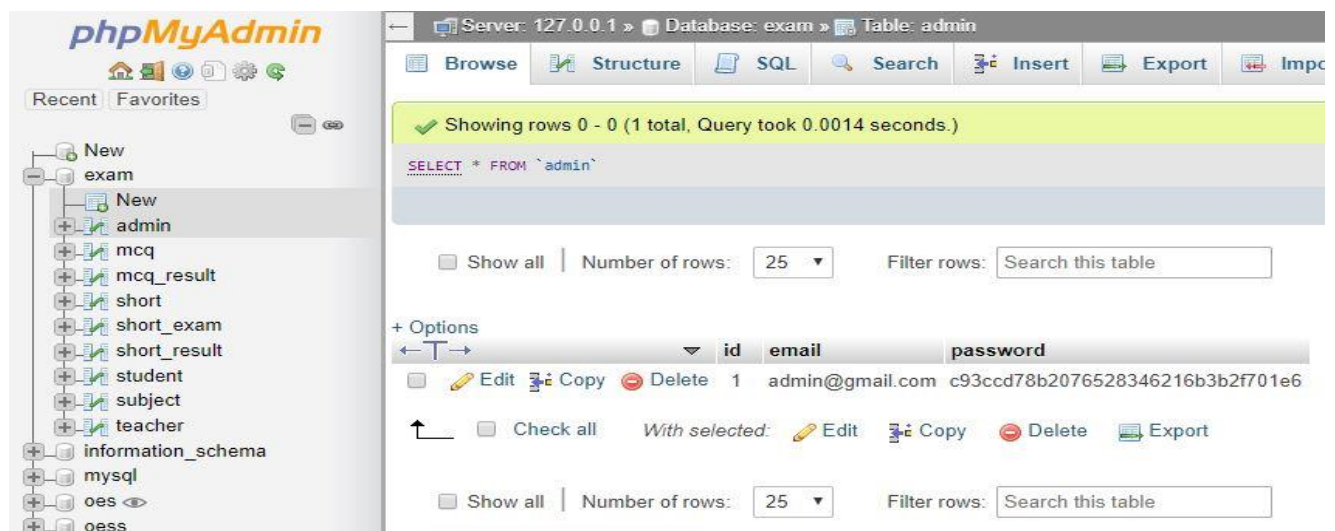 phpMyAdmin
Recent Favorites
New
exam
New
admin
mcq
mcq_result
short
short_exam
short_result
student
subject
teacher
information_schema
mysql
oes
oess
Server: 127.0.0.1 » Database: exam » Table: admin
Browse Structure SQL Search Insert Export Impo
Showing rows 0 - 0 (1 total, Query took 0.0014 seconds.)
SELECT * FROM `admin`
Show all | Number of rows: 25 Filter rows: Search this table
+ Options
←T→ id email password
Edit Copy Delete 1 admin@gmail.com c93ccd78b2076528346216b3b2f701e6
Check all With selected: Edit Copy Delete Export
Show all | Number of rows: 25 Filter rows: Search this table